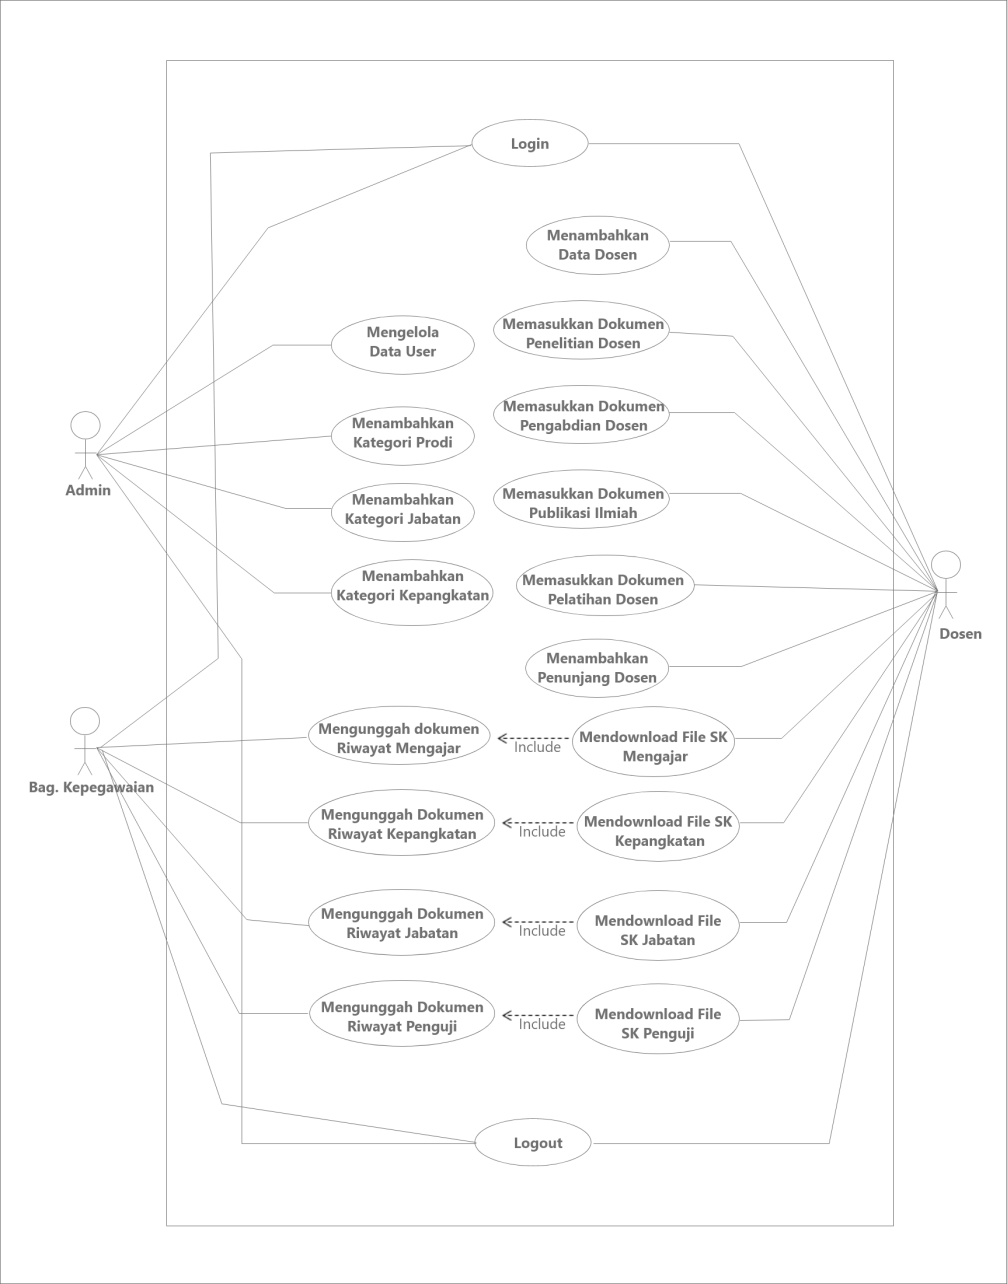 Login
Menambahkan
Data Dosen
Mengelola
Data User
Memasukkan Dokumen
Penelitian Dosen
Menambahkan
Kategori Prodi
Memasukkan Dokumen
Pengabdian Dosen
Admin
Menambahkan
Kategori Jabatan
Memasukkan Dokumen
Publikasi Ilmiah
Menambahkan
Kategori Kepangkatan
Memasukkan Dokumen
Pelatihan Dosen
Dosen
Menambahkan
Penunjang Dosen
Mengunggah dokumen
Riwayat Mengajar
Include
Mendownload File SK
Mengajar
Bag. Kepegawaian
Mengunggah Dokumen
Riwayat Kepangkatan
Include
Mendownload File SK
Kepangkatan
Mengunggah Dokumen
Riwayat Jabatan
Include
Mendownload File
SK Jabatan
Mengunggah Dokumen
Riwayat Penguji
Include
Mendownload File
SK Penguji
Logout